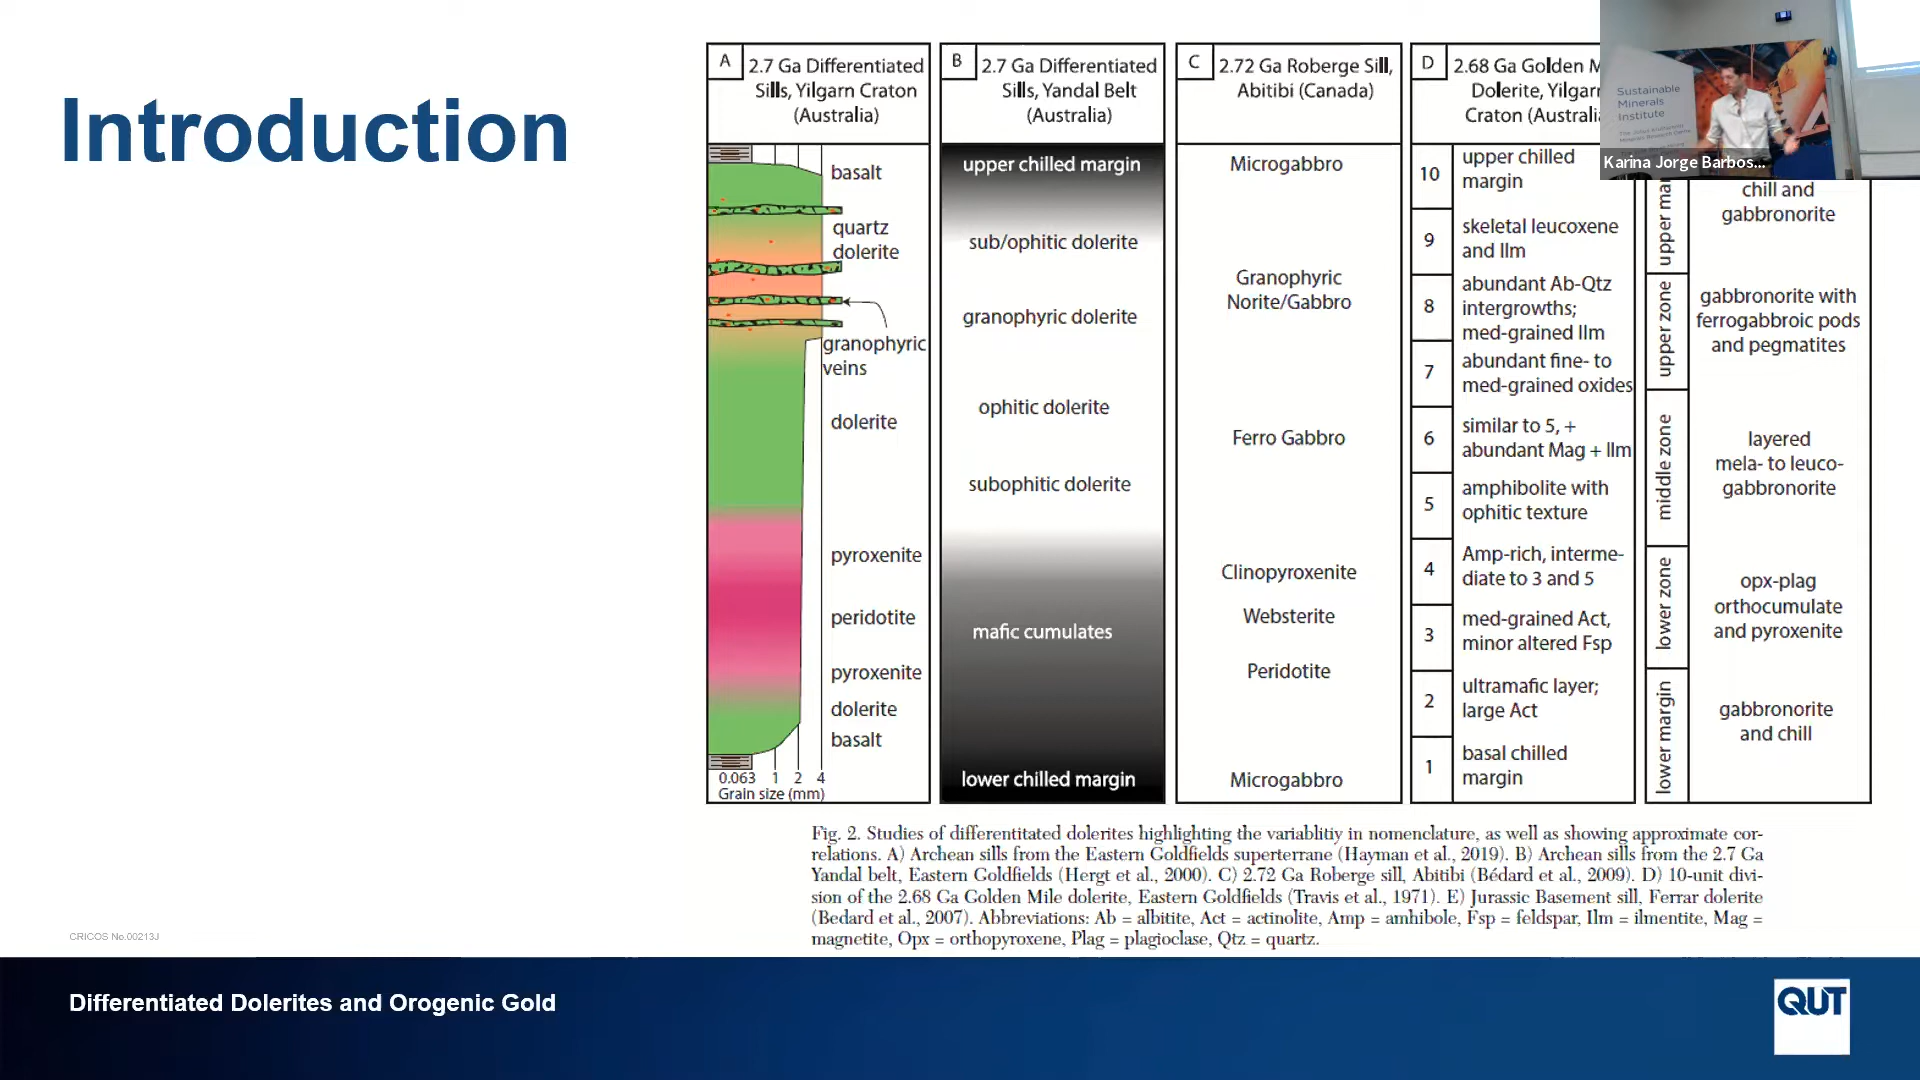 Introduction
A
2.7 Ga Differentiated
Sills, Yilgarn Craton
(Australia)
basalt
quartz
dolerite
granophyric
veins
dolerite
pyroxenite
peridotite
pyroxenite
dolerite
basalt
0.063 1 2 4
Grain size (mm)
B
2.7 Ga Differentiated
Sills, Yandal Belt
(Australia)
upper chilled margin
sub/ophitic dolerite
granophyric dolerite
ophitic dolerite
subophitic dolerite
mafic cumulates
lower chilled margin
C
2.72 Ga Roberge Sill,
Abitibi (Canada)
Microgabbro
Granophyric
Norite/Gabbro
Ferro Gabbro
Clinopyroxenite
Websterite
Peridotite
Microgabbro
D
2.68 Ga Golden M
Dolerite, Yilgar
Craton (Australi
10
upper chilled
margin
9
skeletal leucoxene
and Ilm
8
abundant Ab-Qtz
intergrowths;
med-grained Ilm
7
abundant fine- to
med-grained oxides
6
similar to 5, +
abundant Mag + Ilm
5
amphibolite with
ophitic texture
4
Amp-rich, interme-
diate to 3 and 5
3
med-grained Act,
minor altered Fsp
2
ultramafic layer;
large Act
1
basal chilled
margin
upper mar
chill and
gabbronorite
upper zone
gabbronorite with
ferrogabbroic pods
and pegmatites
middle zone
layered
mela- to leuco-
gabbronorite
lower zone
opx-plag
orthocumulate
and pyroxenite
lower margin
gabbronorite
and chill
Sustainable
Minerals
Institute
Karina Jorge Barbos...
Fig. 2. Studies of differentitated dolerites highlighting the variablitiy in nomenclature, as well as showing approximate cor-
relations. A) Archean sills from the Eastern Goldfields superterrane (Hayman et al., 2019). B) Archean sills from the 2.7 Ga
Yandal belt, Eastern Goldfields (Hergt et al., 2000). C) 2.72 Ga Roberge sill, Abitibi (Bédard et al., 2009). D) 10-unit divi-
sion of the 2.68 Ga Golden Mile dolerite, Eastern Goldfields (Travis et al., 1971). E) Jurassic Basement sill, Ferrar dolerite
(Bedard et al., 2007). Abbreviations: Ab = albitite, Act = actinolite, Amp = amhibole, Fsp = feldspar, Ilm = ilmentite, Mag =
magnetite, Opx = orthopyroxene, Plag = plagioclase, Qtz = quartz.
CRICOS No.00213J
Differentiated Dolerites and Orogenic Gold
QUT